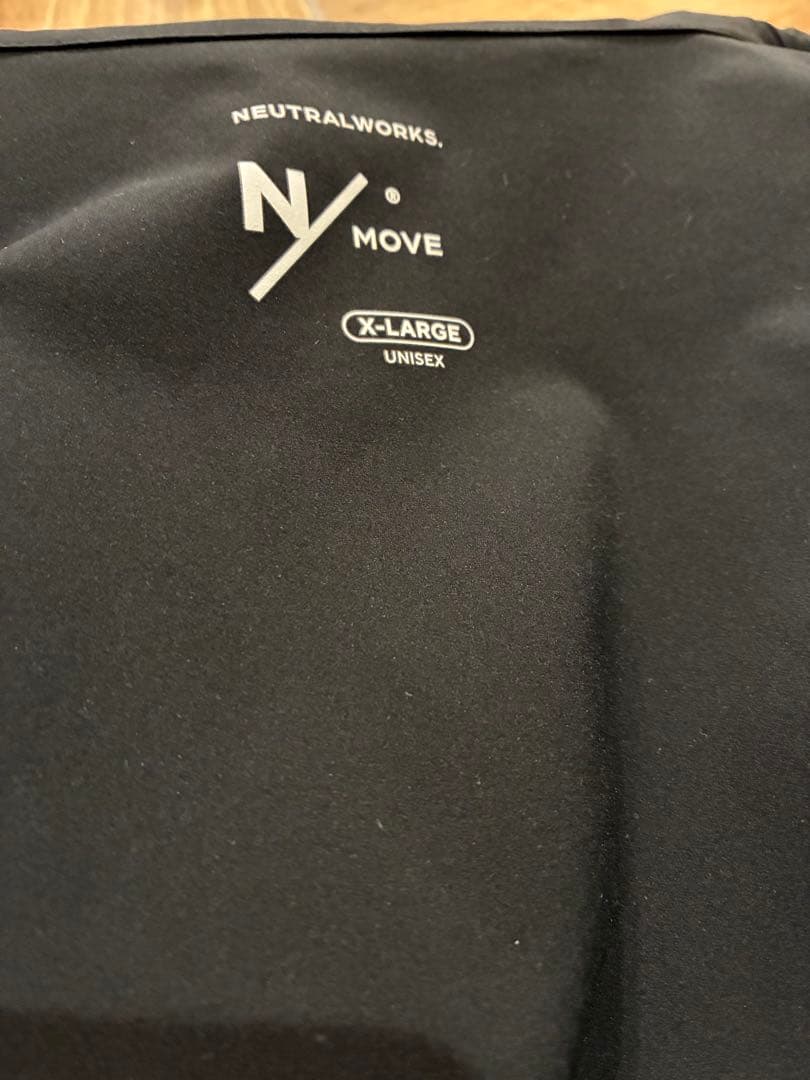 NEUTRALWORKS.
N/®
MOVE
X-LARGE
UNISEX